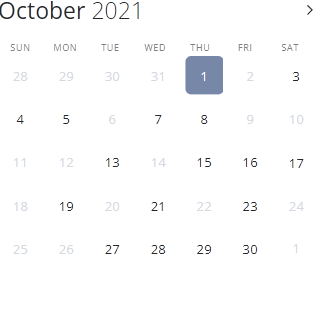 October 2021
SUN MON TUE WED THU FRI SAT
28 29 30 31 1 2 3
4 5 6 7 8 9 10
11 12 13 14 15 16 17
18 19 20 21 22 23 24
25 26 27 28 29 30 1